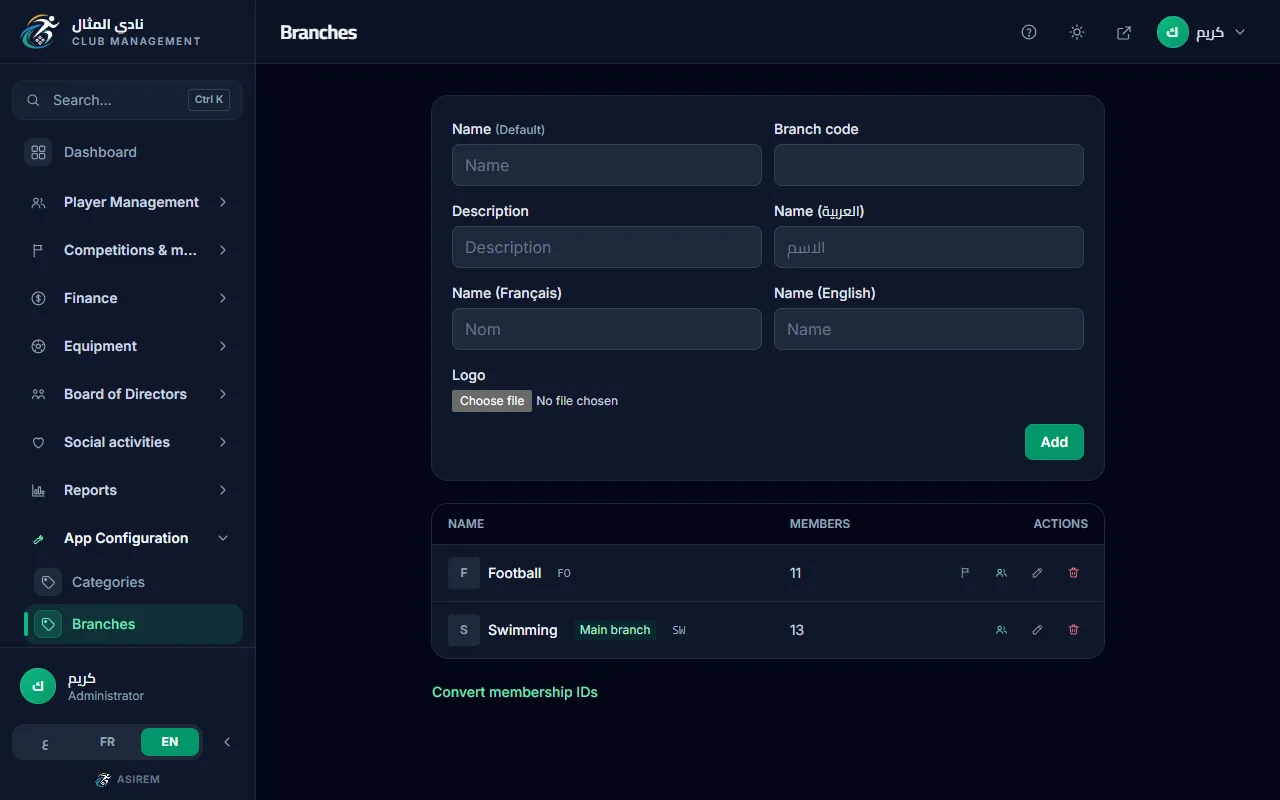 نادي المثال
CLUB MANAGEMENT
Search...
Ctrl K
Dashboard
Player Management
Competitions & m...
Finance
Equipment
Board of Directors
Social activities
Reports
App Configuration
Categories
Branches
ك
كريم
Administrator
ع
FR
EN
ASIREM
Branches
ك
كريم
Name (Default)
Branch code
Name
Description
Name (العربية)
Description
الاسم
Name (Français)
Name (English)
Nom
Name
Logo
Choose file No file chosen
Add
NAME
MEMBERS
ACTIONS
F
Football
FO
11
S
Swimming
Main branch
SW
13
Convert membership IDs